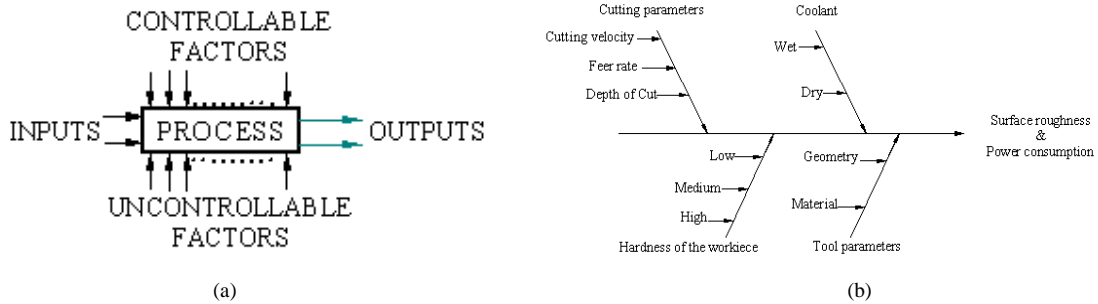 CONTROLLABLE
FACTORS
INPUTS
PROCESS
OUTPUTS
UNCONTROLLABLE
FACTORS
(a)
Cutting parameters
Coolant
Cutting velocity
Wet
Feer rate
Depth of Cut
Dry
Surface roughness
&
Power consumption
Low
Geometry
Medium
Material
High
Hardness of the workiece
Tool parameters
(b)